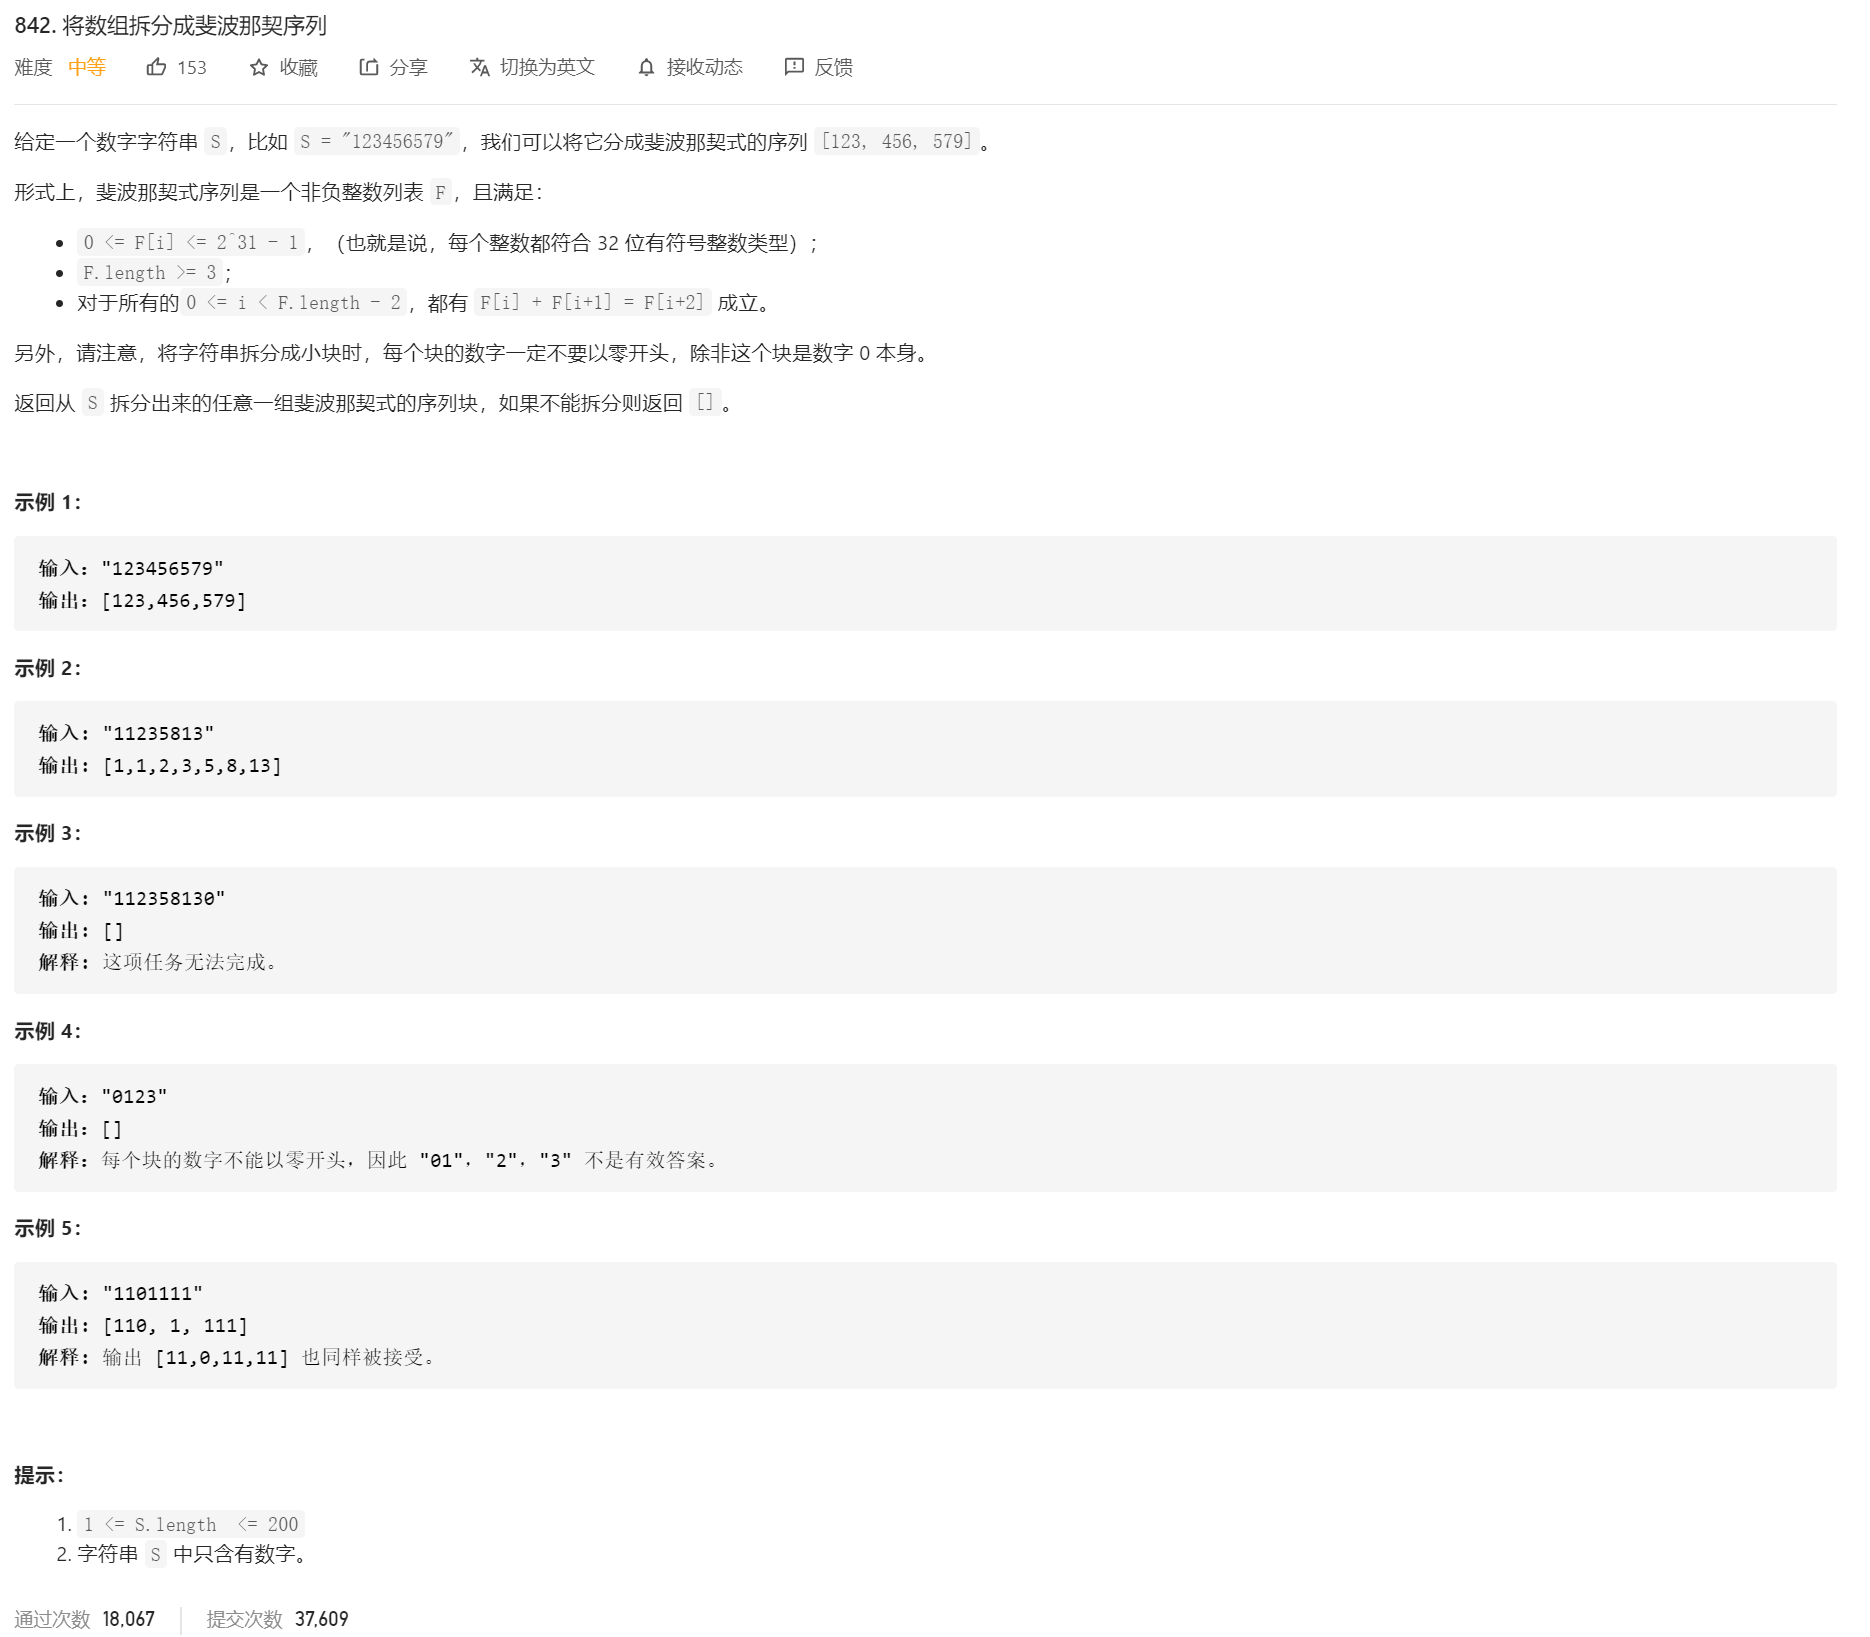 842. 将数组拆分成斐波那契序列
难度 中等 153 收藏 分享 切换为英文 接收动态 反馈
给定一个数字字符串 S，比如 S = "123456579"，我们可以将它分成斐波那契式的序列 [123, 456, 579]。
形式上，斐波那契式序列是一个非负整数列表 F，且满足：
0 <= F[i] <= 2^31 - 1，（也就是说，每个整数都符合 32 位有符号整数类型）；
F.length >= 3；
对于所有的0 <= i < F.length - 2，都有 F[i] + F[i+1] = F[i+2] 成立。
另外，请注意，将字符串拆分成小块时，每个块的数字一定不要以零开头，除非这个块是数字 0 本身。
返回从 S 拆分出来的任意一组斐波那契式的序列块，如果不能拆分则返回 []。
示例 1：
输入："123456579"
输出：[123,456,579]
示例 2：
输入："11235813"
输出：[1,1,2,3,5,8,13]
示例 3：
输入："112358130"
输出：[]
解释：这项任务无法完成。
示例 4：
输入："0123"
输出：[]
解释：每个块的数字不能以零开头，因此 "01"，"2"，"3" 不是有效答案。
示例 5：
输入："1101111"
输出：[110, 1, 111]
解释：输出 [11,0,11,11] 也同样被接受。
提示：
1. 1 <= S.length  <= 200
2. 字符串 S 中只含有数字。
通过次数 18,067 提交次数 37,609